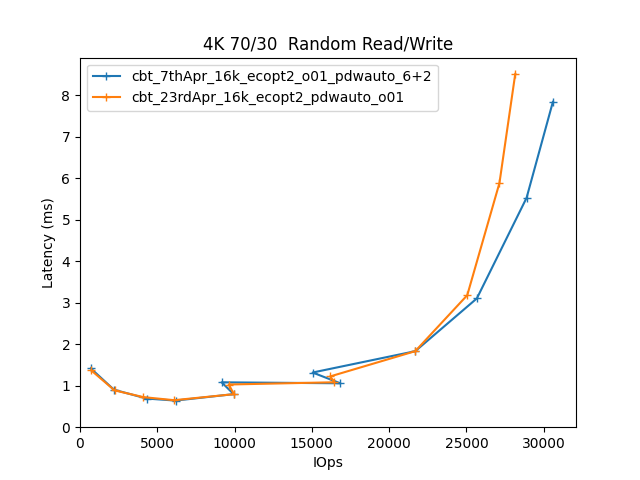 4K 70/30  Random Read/Write
cbt_7thApr_16k_ecopt2_o01_pdwauto_6+2
cbt_23rdApr_16k_ecopt2_pdwauto_o01
8
7
6
5
4
3
2
1
0
Latency (ms)
0 5000 10000 15000 20000 25000 30000
IOps